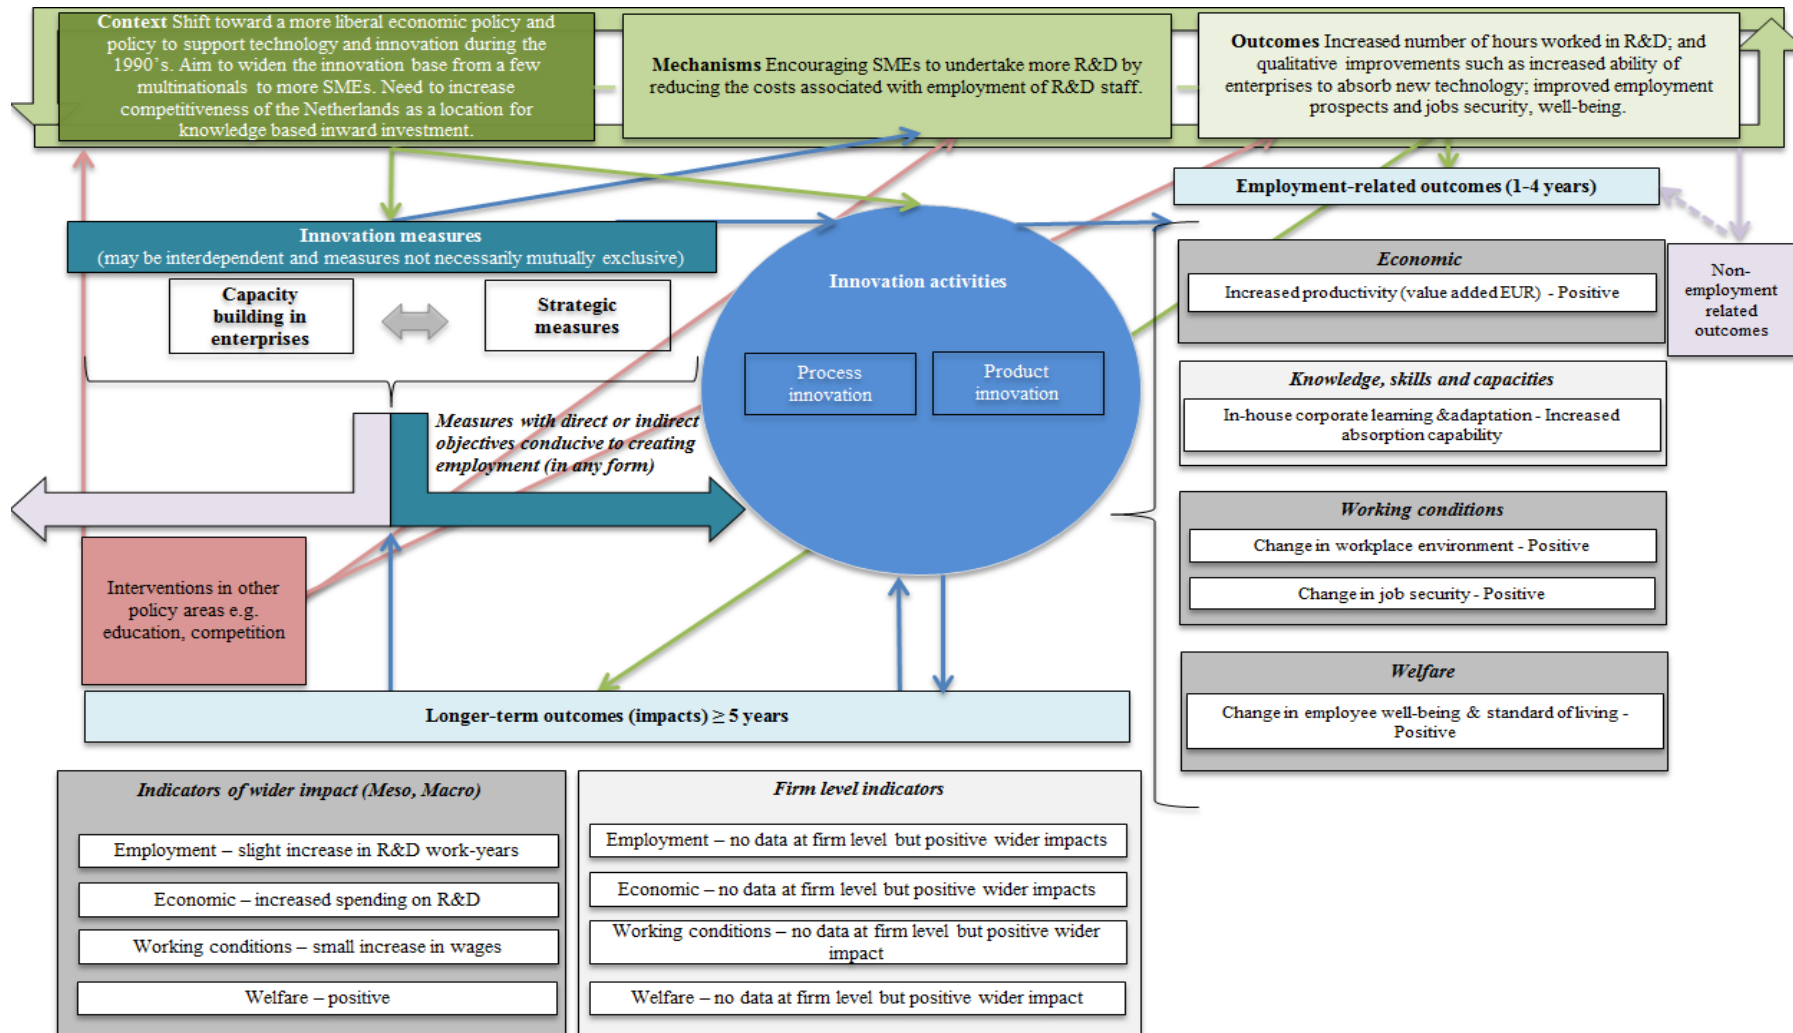 Context Shift toward a more liberal economic policy and
policy to support technology and innovation during the
1990's. Aim to widen the innovation base from a few
multinationals to more SMEs. Need to increase
competitiveness of the Netherlands as a location for
knowledge based inward investment.
Mechanisms Encouraging SMEs to undertake more R&D by
reducing the costs associated with employment of R&D staff.
Outcomes Increased number of hours worked in R&D; and
qualitative improvements such as increased ability of
enterprises to absorb new technology; improved employment
prospects and jobs security, well-being.
Employment-related outcomes (1-4 years)
Innovation measures
(may be interdependent and measures not necessarily mutually exclusive)
Capacity
building in
enterprises
Strategic
measures
Innovation activities
Process
innovation
Product
innovation
Measures with direct or indirect
objectives conducive to creating
employment (in any form)
Economic
Increased productivity (value added EUR) - Positive
Non-
employment
related
outcomes
Knowledge, skills and capacities
In-house corporate learning &adaptation - Increased
absorption capability
Working conditions
Change in workplace environment - Positive
Change in job security - Positive
Welfare
Change in employee well-being & standard of living -
Positive
Interventions in other
policy areas e.g.
education, competition
Longer-term outcomes (impacts) ≥ 5 years
Indicators of wider impact (Meso, Macro)
Employment – slight increase in R&D work-years
Economic – increased spending on R&D
Working conditions – small increase in wages
Welfare – positive
Firm level indicators
Employment – no data at firm level but positive wider impacts
Economic – no data at firm level but positive wider impacts
Working conditions – no data at firm level but positive wider
impact
Welfare – no data at firm level but positive wider impact